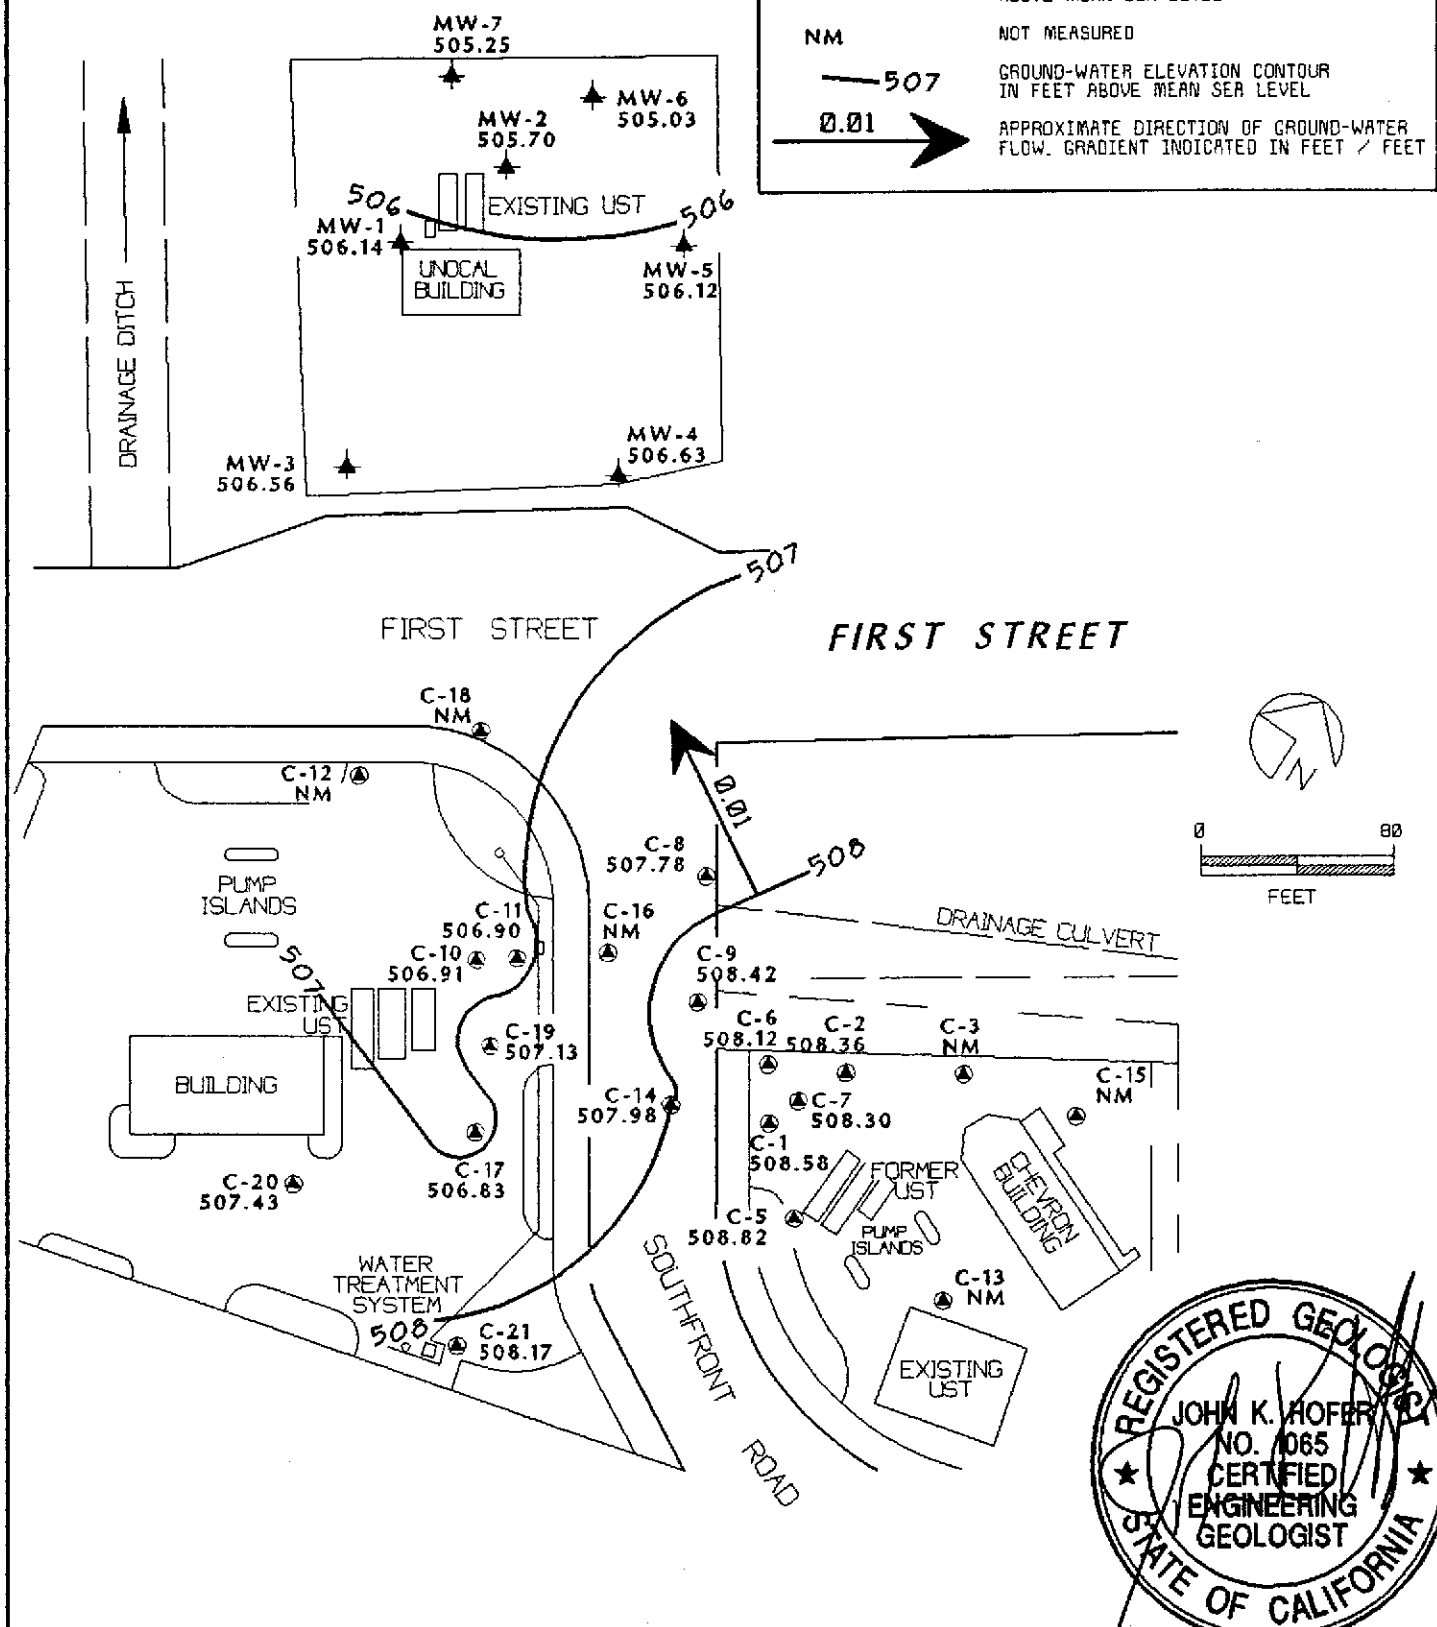 NM
NOT MEASURED
507
GROUND-WATER ELEVATION CONTOUR
IN FEET ABOVE MEAN SEA LEVEL
0.01
APPROXIMATE DIRECTION OF GROUND-WATER
FLOW. GRADIENT INDICATED IN FEET / FEET
MW-7
505.25
MW-6
505.03
MW-2
505.70
EXISTING UST
506
506
MW-1
506.14
UNOCAL
BUILDING
MW-5
506.12
DRAINAGE DITCH
MW-4
506.63
MW-3
506.56
507
FIRST STREET
FIRST STREET
C-18
NM
C-12
NM
0.01
N
0
80
FEET
C-8
507.78
508
PUMP
ISLANDS
C-11
506.90
C-16
NM
DRAINAGE CULVERT
C-10
506.91
507
C-9
508.42
EXISTING
UST
C-19
507.13
C-6
508.12
C-2
508.36
C-3
NM
BUILDING
C-14
507.98
C-7
508.30
C-15
NM
C-1
508.58
C-17
506.83
C-20
507.43
FORMER
UST
CHEVRON
BUILDING
C-5
508.82
PUMP
ISLANDS
WATER
TREATMENT
SYSTEM
508
C-21
508.17
C-13
NM
SOUTHFRONT ROAD
EXISTING
UST
REGISTERED GEOLOGIST
JOHN K. HOFER
NO. 1065
CERTIFIED
ENGINEERING
GEOLOGIST
STATE OF CALIFORNIA